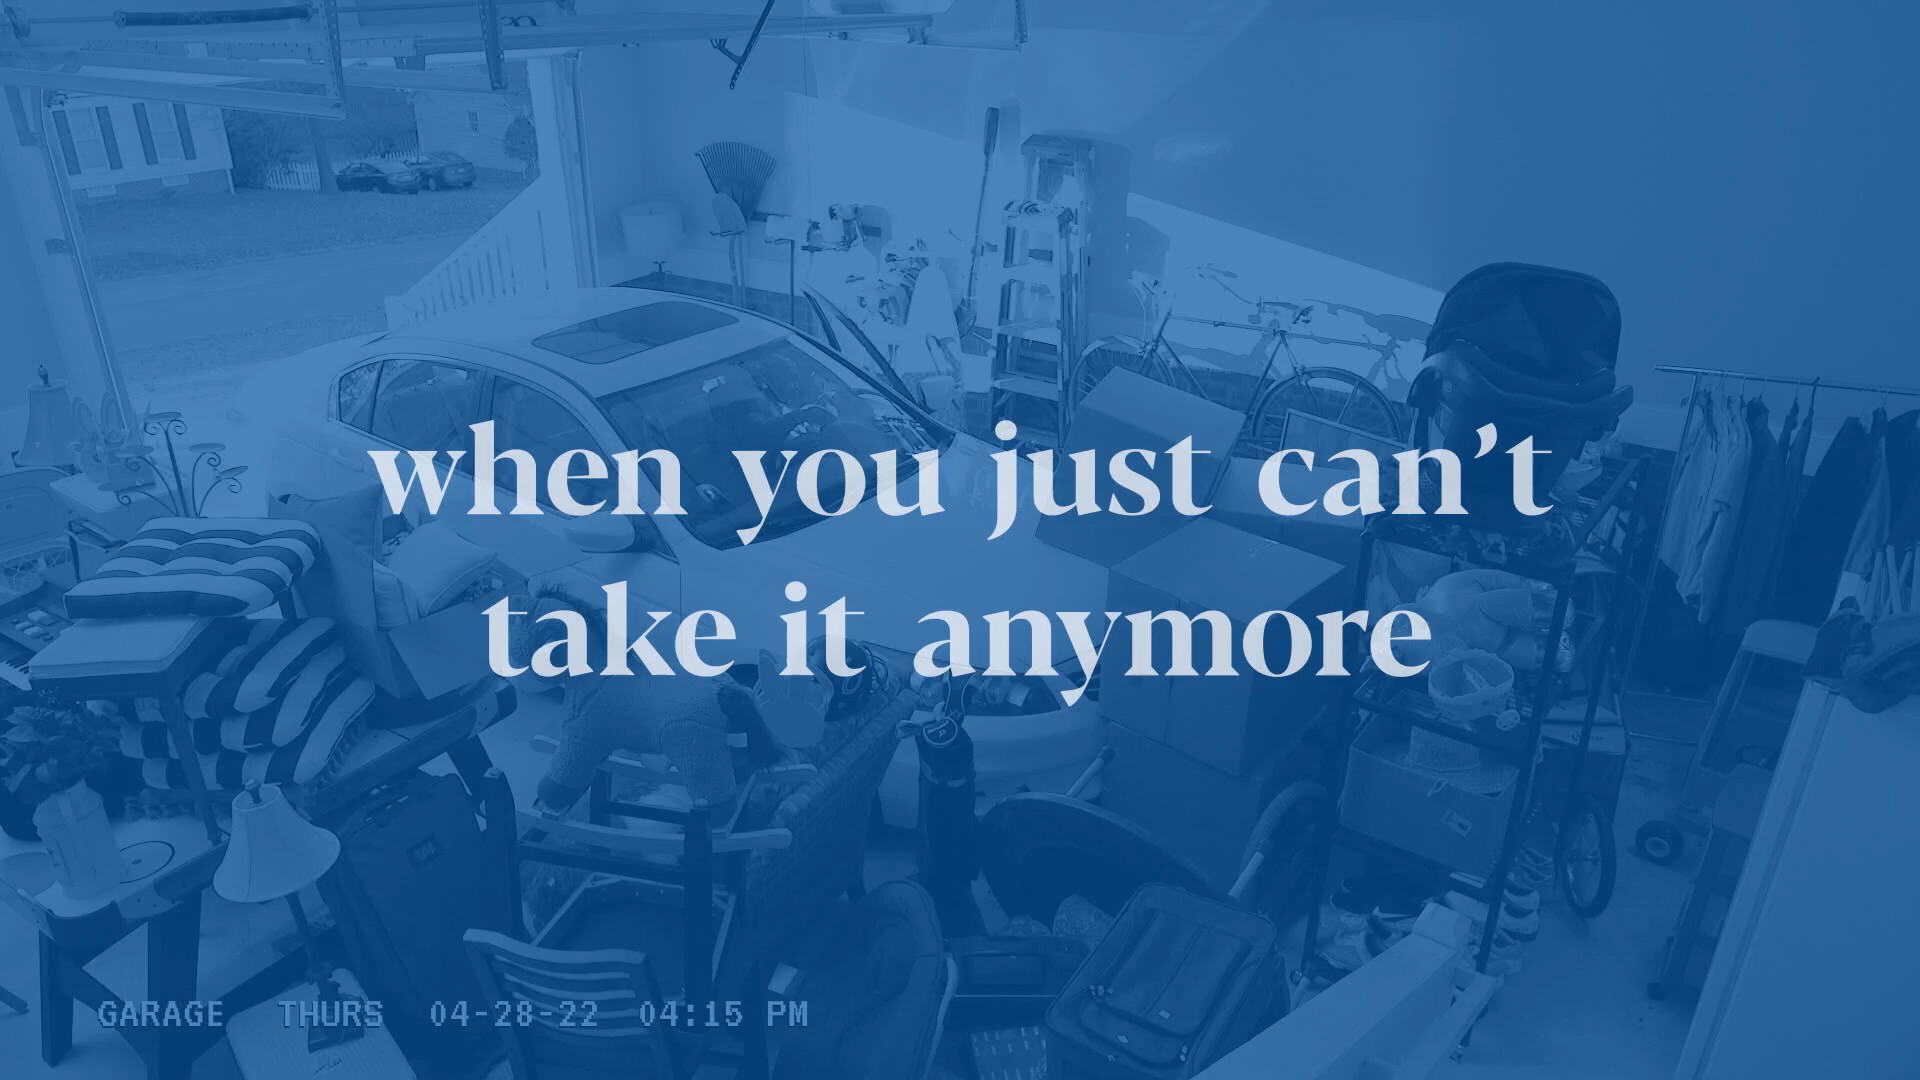 when you just can’t
take it anymore
GARAGE THURS 04-28-22 04:15 PM